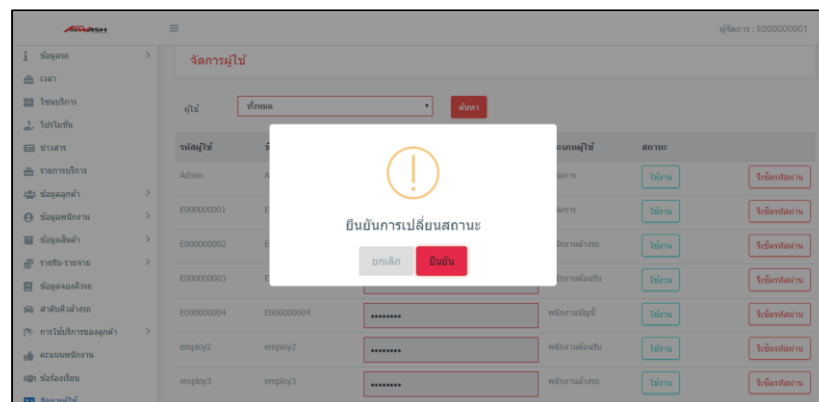 ผู้จัดการ : E000000001
ข้อมูลรถ
จัดการผู้ใช้
เวลา
โซนบริการ
ผู้ใช้ ทั้งหมด ค้นหา
โปรโมชั่น
ข่าวสาร
รหัสผู้ใช้ สถานะ
รายการบริการ
Admin ใช้งาน รีเซ็ตรหัสผ่าน
ข้อมูลลูกค้า
ข้อมูลพนักงาน
E000000001 ใช้งาน รีเซ็ตรหัสผ่าน
ยืนยันการเปลี่ยนสถานะ
ข้อมูลสินค้า
E000000002 ใช้งาน รีเซ็ตรหัสผ่าน
รายรับ-รายจ่าย
ยกเลิก ยืนยัน
ข้อมูลจองคิวรถ
E000000003 ใช้งาน รีเซ็ตรหัสผ่าน
ลำดับคิวล้างรถ
E000000004 E000000004 •••••••• พนักงานบัญชี ใช้งาน รีเซ็ตรหัสผ่าน
การใช้บริการของลูกค้า
คะแนนพนักงาน
employ2 employ2 •••••••• พนักงานต้อนรับ ใช้งาน รีเซ็ตรหัสผ่าน
ข้อร้องเรียน
employ3 employ3 •••••••• พนักงานล้างรถ ใช้งาน รีเซ็ตรหัสผ่าน
จัดการผู้ใช้